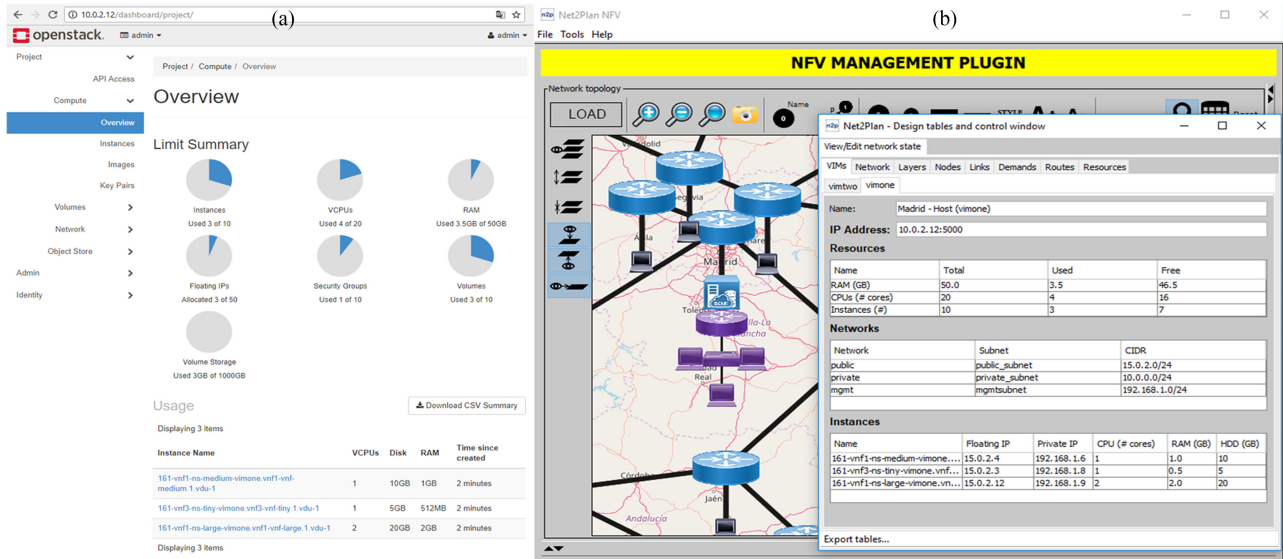 (a)
10.0.2.12/dashboard/project/
openstack. admin admin
Project
API Access
Compute
Overview
Instances
Images
Key Pairs
Volumes
Network
Object Store
Admin
Identity
Project / Compute / Overview
Overview
Limit Summary
Instances VCPUs RAM
Used 3 of 10 Used 4 of 20 Used 3.5GB of 50GB
Floating IPs Security Groups Volumes
Allocated 3 of 50 Used 1 of 10 Used 3 of 10
Volume Storage
Used 3GB of 1000GB
Usage
Download CSV Summary
Displaying 3 items
Instance Name VCPUs Disk RAM Time since
created
161-vnf1-ns-medium-vimone.vnf1-vnf-
medium.1.vdu-1 1 10GB 1GB 2 minutes
161-vnf3-ns-tiny-vimone.vnf3-vnf-tiny.1.vdu-1 1 5GB 512MB 2 minutes
161-vnf1-ns-large-vimone.vnf1-vnf-large.1.vdu-1 2 20GB 2GB 2 minutes
Displaying 3 items
(b)
n2p Net2Plan NFV
File Tools Help
NFV MANAGEMENT PLUGIN
Network topology
LOAD
Name
0
1
STYLE
Ávila
Madrid
Real
Córdoba
Jaén
Andalucía
n2p Net2Plan - Design tables and control window
View/Edit network state
VIMs Network Layers Nodes Links Demands Routes Resources
vimtwo vimone
Name: Madrid - Host (vimone)
IP Address: 10.0.2.12:5000
Resources
Name Total Used Free
RAM (GB) 50.0 3.5 46.5
CPUs (# cores) 20 4 16
Instances (#) 10 3 7
Networks
Network Subnet CIDR
public public_subnet 15.0.2.0/24
private private_subnet 10.0.0.0/24
mgmt mgmtsubnet 192.168.1.0/24
Instances
Name Floating IP Private IP CPU (# cores) RAM (GB) HDD (GB)
161-vnf1-ns-medium-vimone.... 15.0.2.4 192.168.1.6 1 1.0 10
161-vnf3-ns-tiny-vimone.vnf... 15.0.2.3 192.168.1.8 1 0.5 5
161-vnf1-ns-large-vimone.vn... 15.0.2.12 192.168.1.9 2 2.0 20
Export tables...